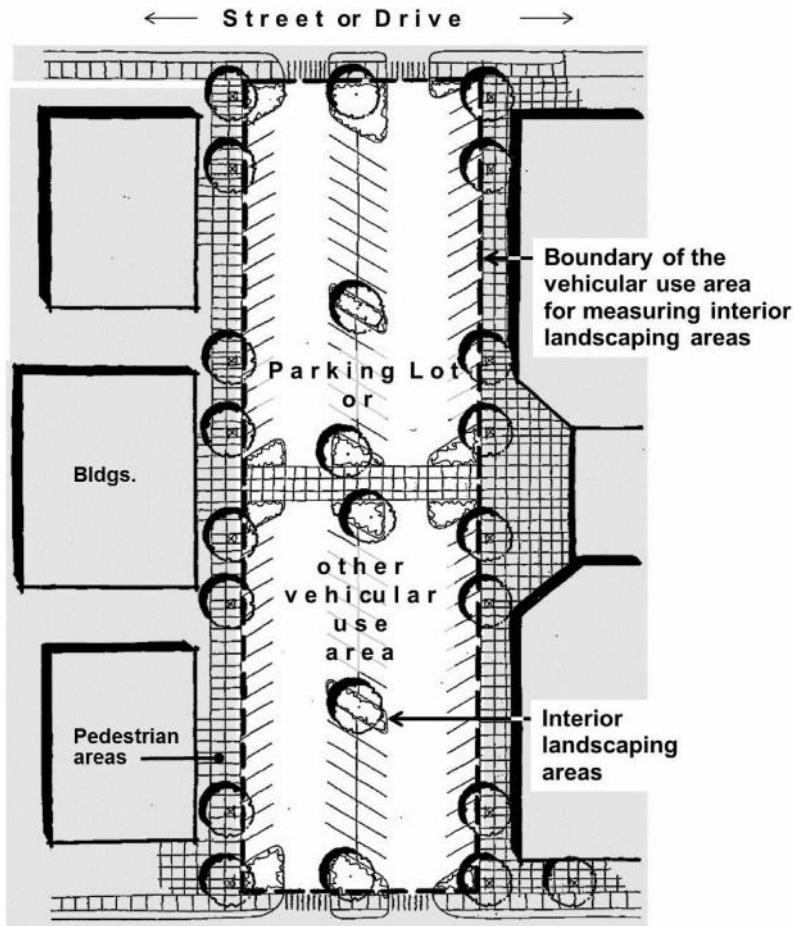 Street or Drive
Boundary of the
vehicular use area
for measuring interior
landscaping areas
Parking Lot
or
Bldgs.
other
vehicular
use
area
Interior
landscaping
areas
Pedestrian
areas